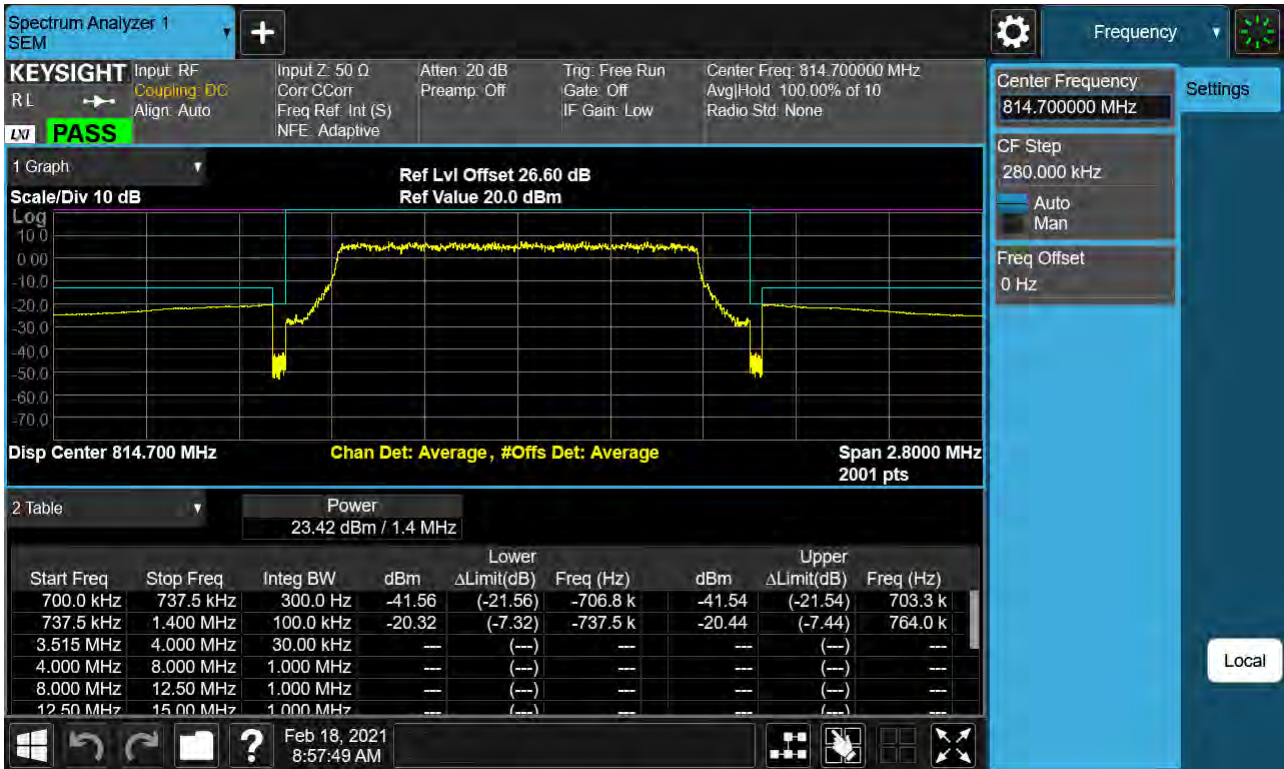 Spectrum Analyzer 1
SEM
Frequency
KEYSIGHT
R L
LXI
PASS
Input: RF
Coupling: DC
Align: Auto
Input Z: 50 Ω
Corr CCorr
Freq Ref: Int (S)
NFE: Adaptive
Atten: 20 dB
Preamp: Off
Trig: Free Run
Gate: Off
IF Gain: Low
Center Freq: 814.700000 MHz
Avg|Hold: 100.00% of 10
Radio Std: None
Center Frequency
814.700000 MHz
Settings
CF Step
280.000 kHz
Auto
Man
Freq Offset
0 Hz
Local
1 Graph
Ref Lvl Offset 26.60 dB
Scale/Div 10 dB
Ref Value 20.0 dBm
Log
10.0
0.00
-10.0
-20.0
-30.0
-40.0
-50.0
-60.0
-70.0
Disp Center 814.700 MHz
Chan Det: Average, #Offs Det: Average
Span 2.8000 MHz
2001 pts
2 Table
Power
23.42 dBm / 1.4 MHz
Lower Upper
Start Freq Stop Freq Integ BW dBm ΔLimit(dB) Freq (Hz) dBm ΔLimit(dB) Freq (Hz)
700.0 kHz 737.5 kHz 300.0 Hz -41.56 (-21.56) -706.8 k -41.54 (-21.54) 703.3 k
737.5 kHz 1.400 MHz 100.0 kHz -20.32 (-7.32) -737.5 k -20.44 (-7.44) 764.0 k
3.515 MHz 4.000 MHz 30.00 kHz --- (---) --- --- (---) ---
4.000 MHz 8.000 MHz 1.000 MHz --- (---) --- --- (---) ---
8.000 MHz 12.50 MHz 1.000 MHz --- (---) --- --- (---) ---
12.50 MHz 15.00 MHz 1.000 MHz --- (---) --- --- (---) ---
Feb 18, 2021
8:57:49 AM